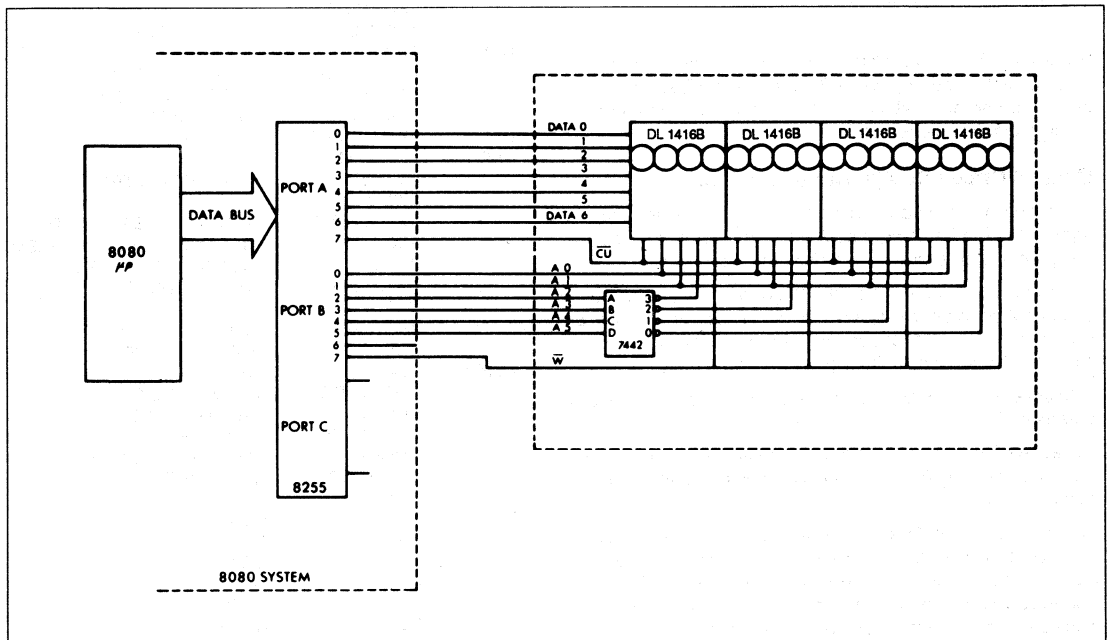 DL 1416B DL 1416B DL 1416B DL 1416B
DATA 0
1
2
3
4
5
DATA 6
0
1
2
3
4
5
6
7
PORT A
DATA BUS
8080
μP
C̅U̅
A 0
A 1
A 2
A 3
A 4
A 5
0
1
2
3
4
5
6
7
PORT B
A 3
B 2
C 1
D 0
7442
W̅
PORT C
8255
8080 SYSTEM